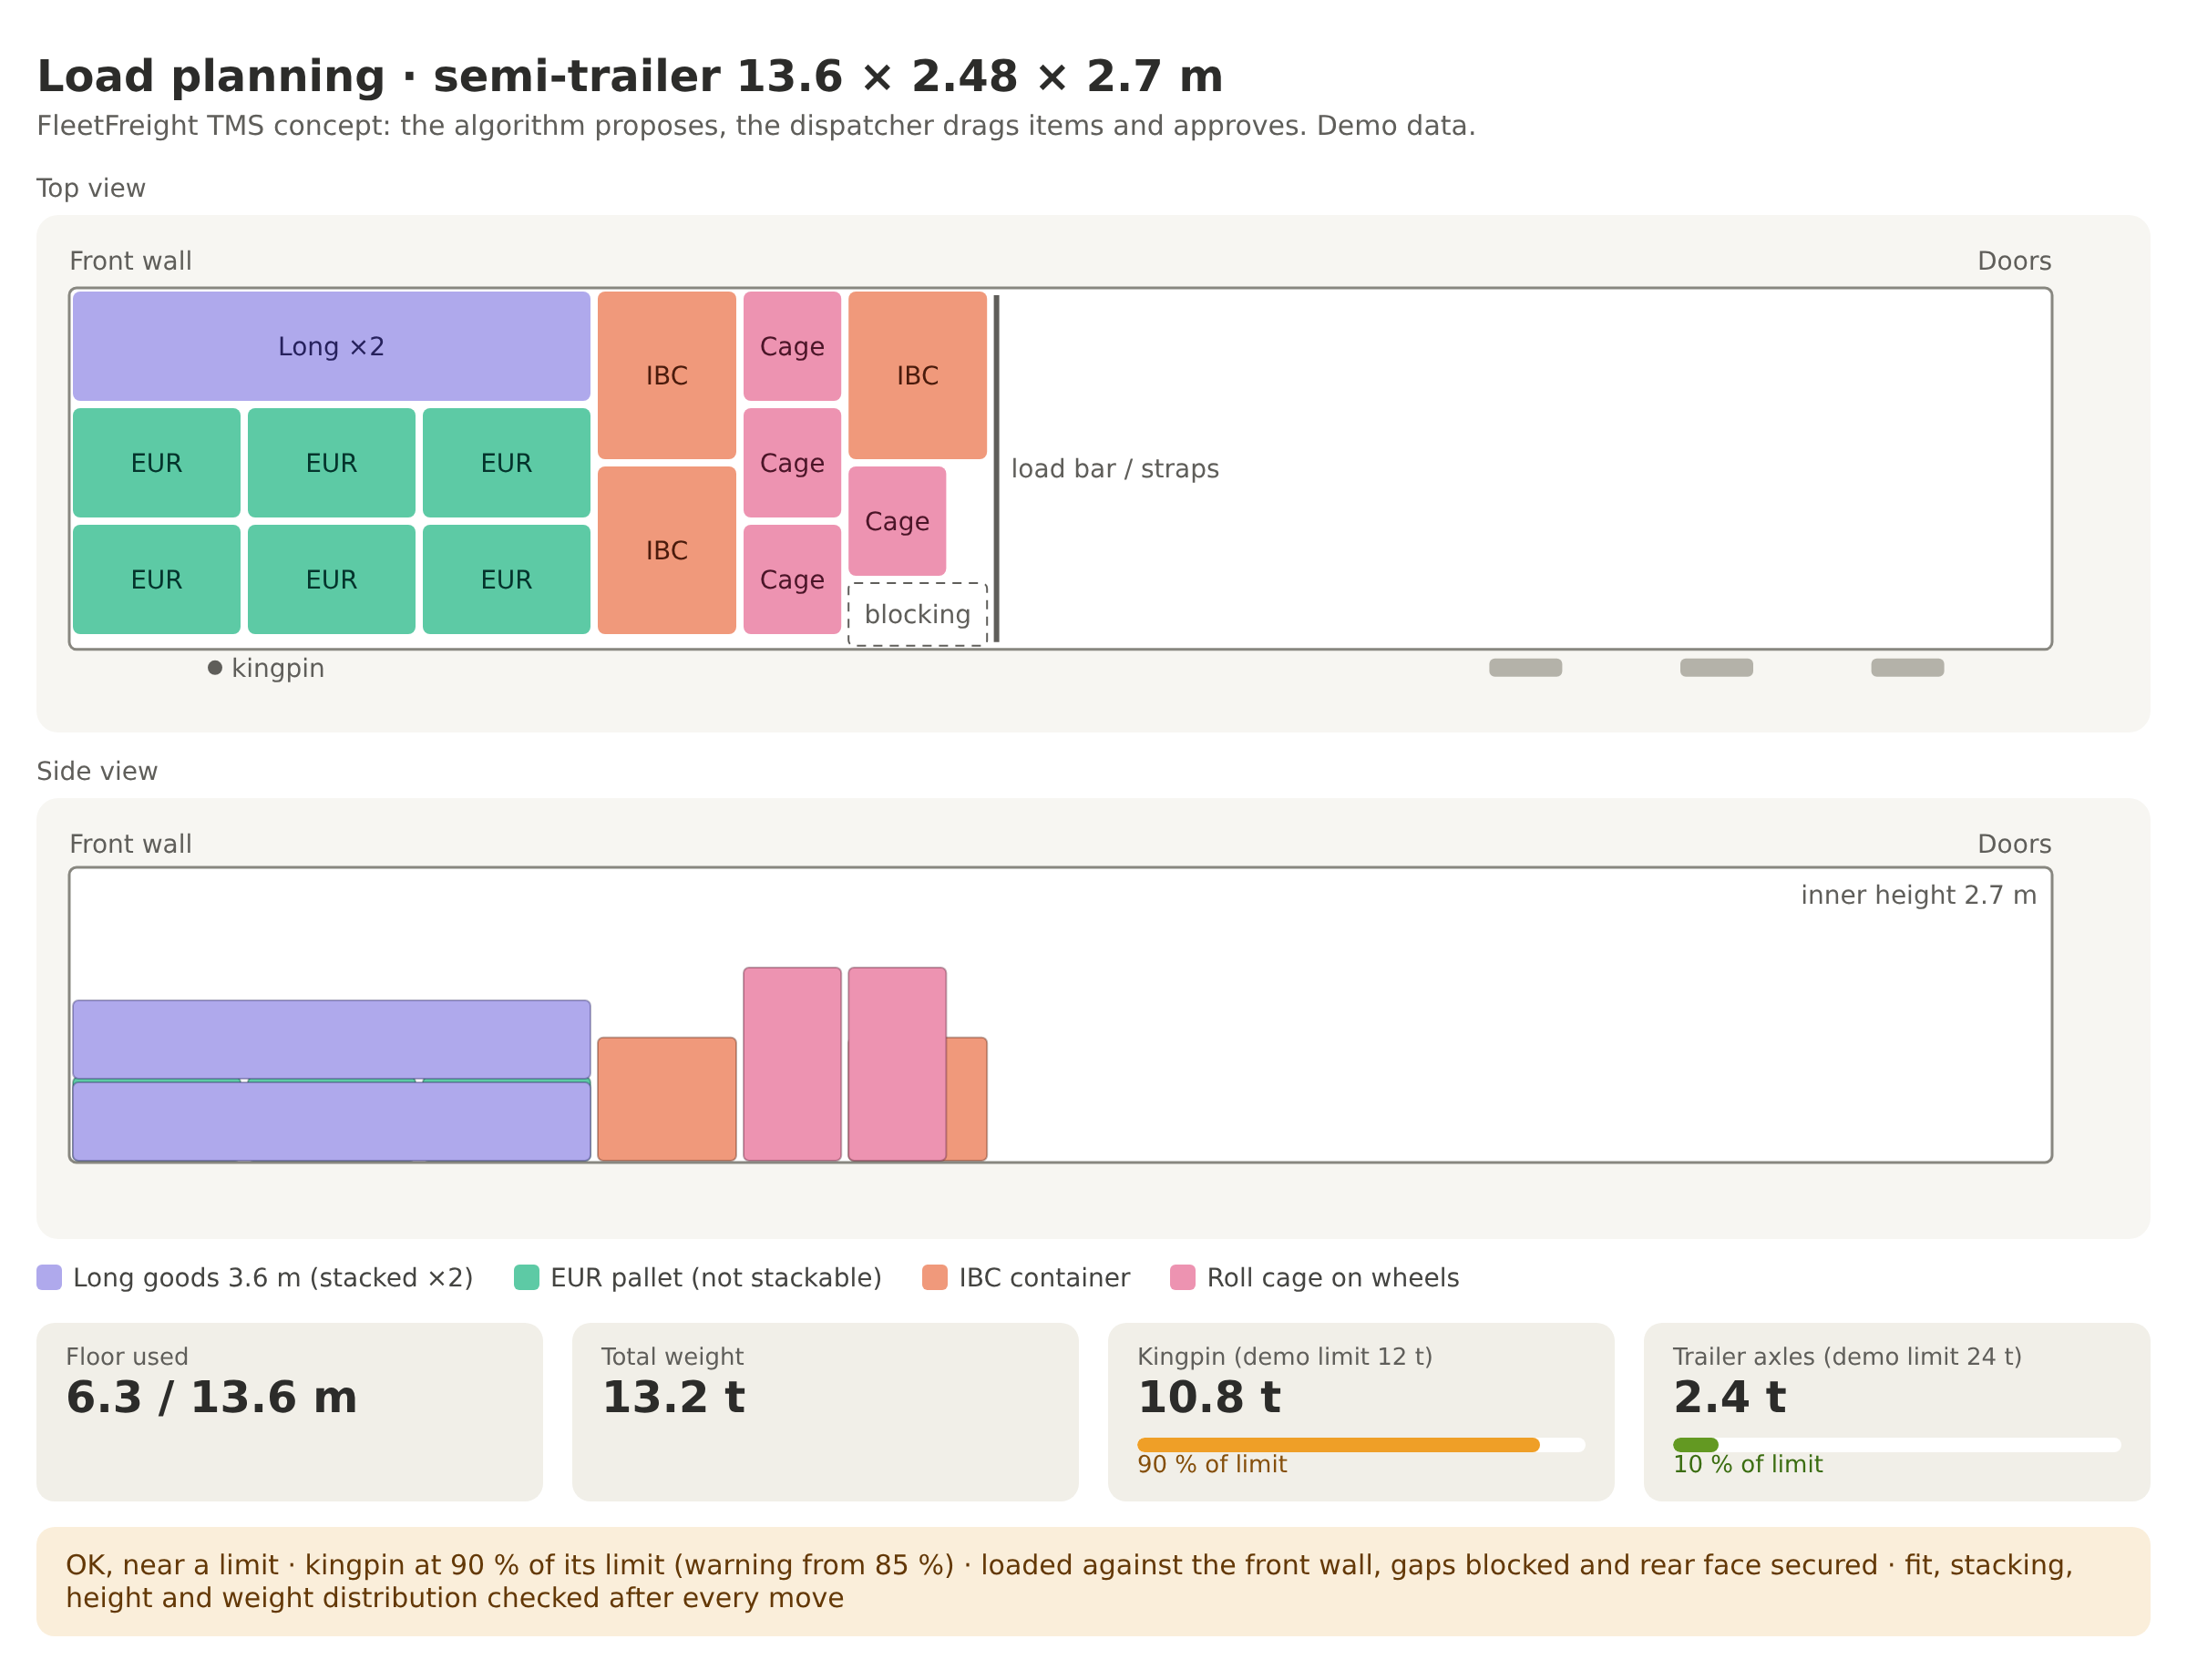 Load planning · semi-trailer 13.6 × 2.48 × 2.7 m
FleetFreight TMS concept: the algorithm proposes, the dispatcher drags items and approves. Demo data.
Top view
Front wall
Doors
Long ×2
IBC
Cage
IBC
EUR
EUR
EUR
Cage
load bar / straps
Cage
IBC
EUR
EUR
EUR
Cage
blocking
kingpin
Side view
Front wall
Doors
inner height 2.7 m
Long goods 3.6 m (stacked ×2)
EUR pallet (not stackable)
IBC container
Roll cage on wheels
Floor used
6.3 / 13.6 m
Total weight
13.2 t
Kingpin (demo limit 12 t)
10.8 t
90 % of limit
Trailer axles (demo limit 24 t)
2.4 t
10 % of limit
OK, near a limit · kingpin at 90 % of its limit (warning from 85 %) · loaded against the front wall, gaps blocked and rear face secured · fit, stacking,
height and weight distribution checked after every move